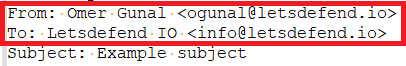 From: Omer Gunal <ogunal@letsdefend.io>
To: Letsdefend IO <info@letsdefend.io>
Subject: Example subject